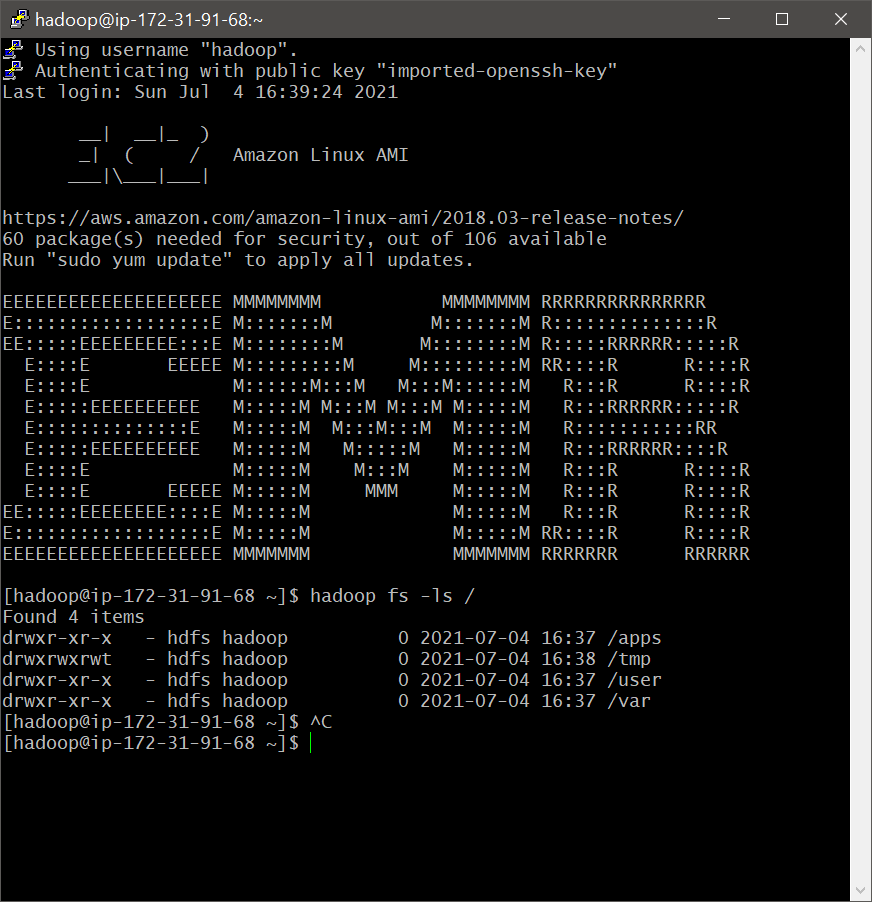 hadoop@ip-172-31-91-68:~
Using username "hadoop".
Authenticating with public key "imported-openssh-key"
Last login: Sun Jul  4 16:39:24 2021

       __|  __|_  )
       _|  (     /   Amazon Linux AMI
      ___|\___|___|

https://aws.amazon.com/amazon-linux-ami/2018.03-release-notes/
60 package(s) needed for security, out of 106 available
Run "sudo yum update" to apply all updates.

EEEEEEEEEEEEEEEEEEEE MMMMMMMM           MMMMMMMM RRRRRRRRRRRRRRR
E::::::::::::::::::E M:::::::M         M:::::::M R::::::::::::::R
EE:::::EEEEEEEEE:::E M::::::::M       M::::::::M R:::::RRRRRR:::::R
  E::::E       EEEEE M:::::::::M     M:::::::::M RR::::R      R::::R
  E::::E             M::::::M:::M   M:::M::::::M   R:::R      R::::R
  E:::::EEEEEEEEEE   M:::::M M:::M M:::M M:::::M   R:::RRRRRR:::::R
  E::::::::::::::E   M:::::M  M:::M:::M  M:::::M   R:::::::::::RR
  E:::::EEEEEEEEEE   M:::::M   M:::::M   M:::::M   R:::RRRRRR::::R
  E::::E             M:::::M    M:::M    M:::::M   R:::R      R::::R
  E::::E       EEEEE M:::::M     MMM     M:::::M   R:::R      R::::R
EE:::::EEEEEEEE::::E M:::::M             M:::::M   R:::R      R::::R
E::::::::::::::::::E M:::::M             M:::::M RR::::R      R::::R
EEEEEEEEEEEEEEEEEEEE MMMMMMM             MMMMMMM RRRRRRR      RRRRRR

[hadoop@ip-172-31-91-68 ~]$ hadoop fs -ls /
Found 4 items
drwxr-xr-x   - hdfs hadoop          0 2021-07-04 16:37 /apps
drwxrwxrwt   - hdfs hadoop          0 2021-07-04 16:38 /tmp
drwxr-xr-x   - hdfs hadoop          0 2021-07-04 16:37 /user
drwxr-xr-x   - hdfs hadoop          0 2021-07-04 16:37 /var
[hadoop@ip-172-31-91-68 ~]$ ^C
[hadoop@ip-172-31-91-68 ~]$